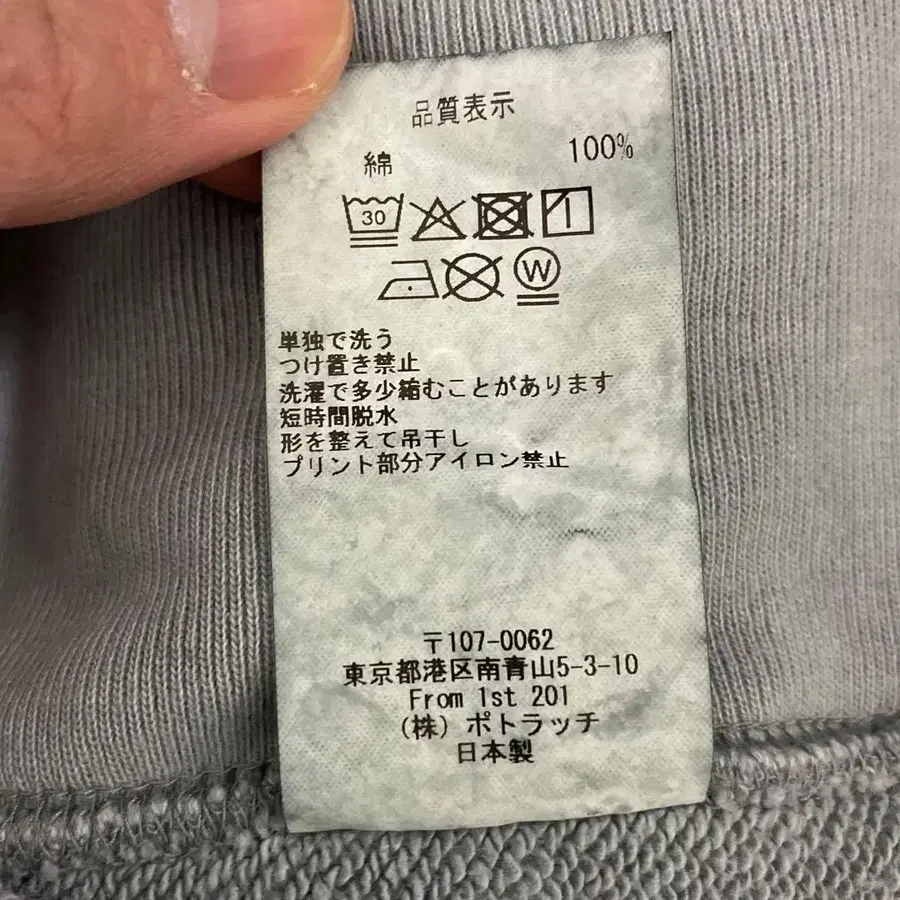 品質表示
綿 100%
30
W
単独で洗う
つけ置き禁止
洗濯で多少縮むことがあります
短時間脱水
形を整えて吊干し
プリント部分アイロン禁止
〒107-0062
東京都港区南青山5-3-10
From 1st 201
(株)ポトラッチ
日本製